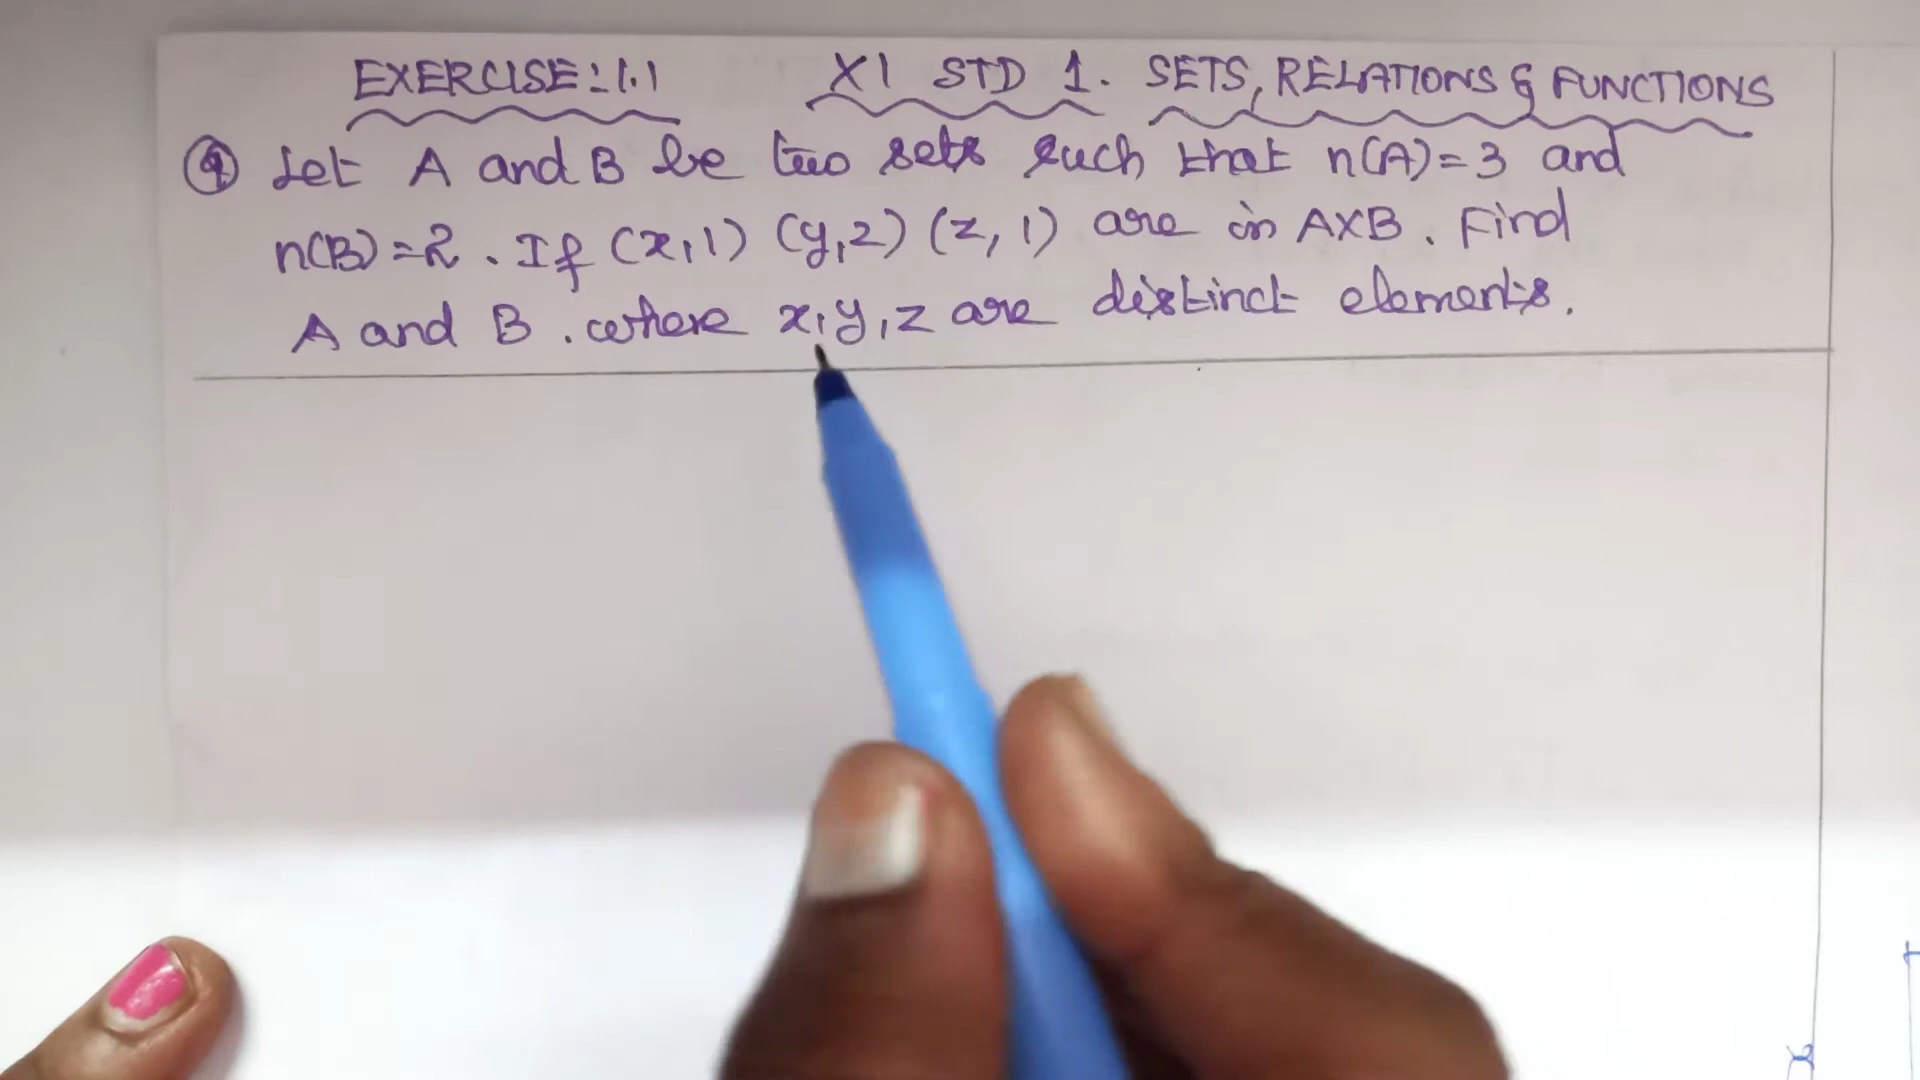 EXERCISE:1.1 XI STD 1. SETS, RELATIONS & FUNCTIONS
9 Let A and B be two sets such that n(A)=3 and
n(B)=2. If (x,1) (y,2) (z,1) are in AXB. Find
A and B. where x,y,z are distinct elements.